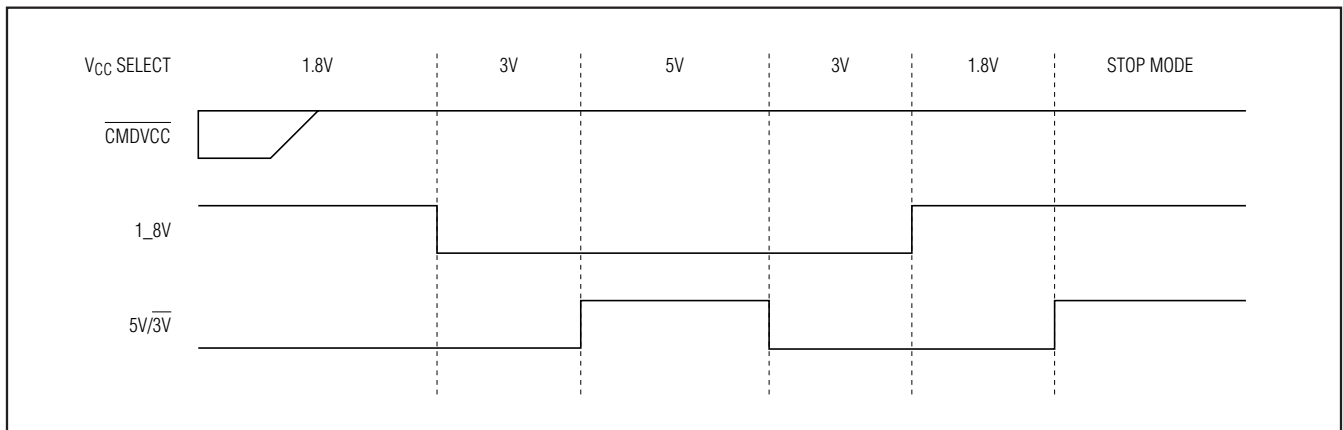 VCC SELECT 1.8V 3V 5V 3V 1.8V STOP MODE
CMDVCC
1_8V
5V/3V